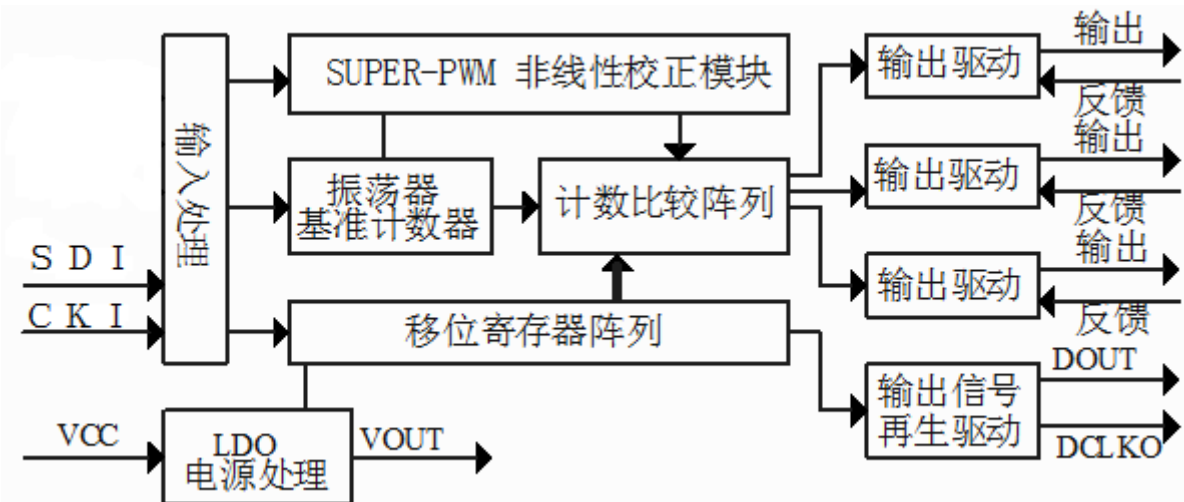 SUPER-PWM 非线性校正模块
输入处理
振荡器
基准计数器
计数比较阵列
移位寄存器阵列
SDI
CKI
VCC
LDO
电源处理
VOUT
输出驱动
输出
反馈
输出驱动
输出
反馈
输出驱动
输出
反馈
输出信号
再生驱动
DOUT
DCLKO